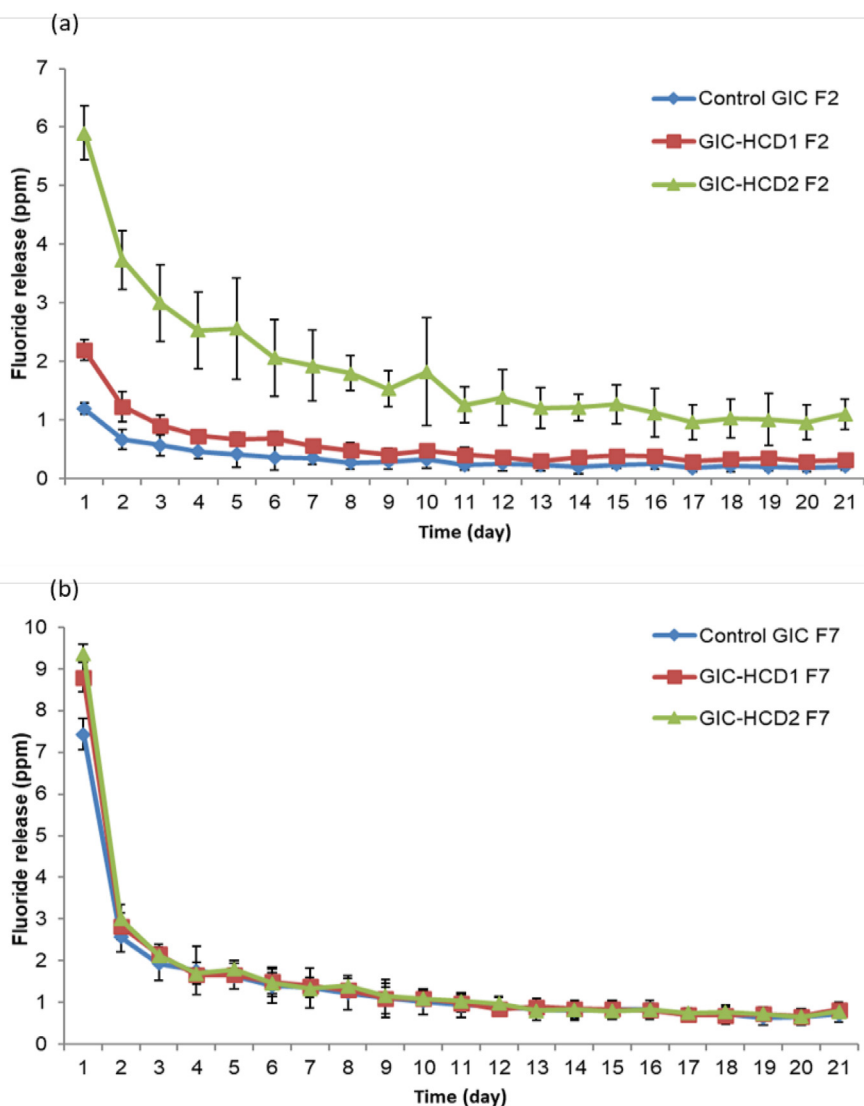 (a)
Fluoride release (ppm)
7
6
5
4
3
2
1
0
Control GIC F2
GIC-HCD1 F2
GIC-HCD2 F2
1 2 3 4 5 6 7 8 9 10 11 12 13 14 15 16 17 18 19 20 21
Time (day)
(b)
Fluoride release (ppm)
10
9
8
7
6
5
4
3
2
1
0
Control GIC F7
GIC-HCD1 F7
GIC-HCD2 F7
1 2 3 4 5 6 7 8 9 10 11 12 13 14 15 16 17 18 19 20 21
Time (day)